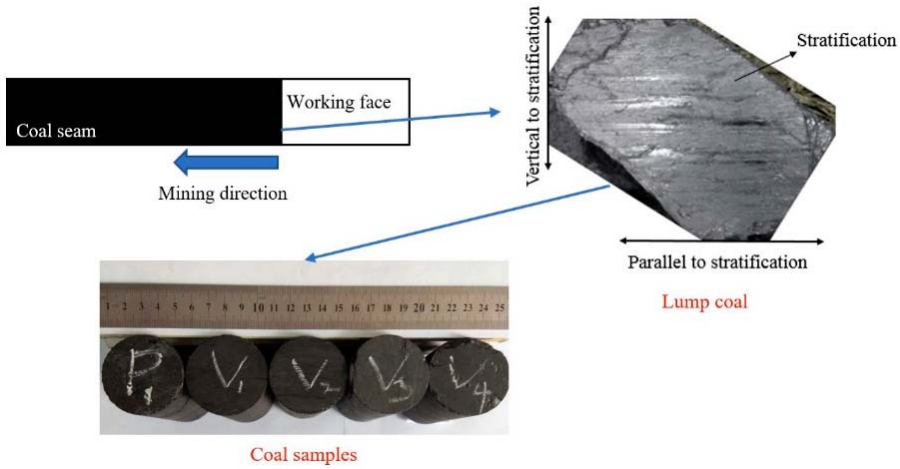 Coal seam
Working face
Mining direction
Stratification
Vertical to stratification
Parallel to stratification
Lump coal
1 2 3 4 5 6 7 8 9 10 11 12 13 14 15 16 17 18 19 20 21 22 23 24 25
P4 V1 V2 V3 V4
Coal samples